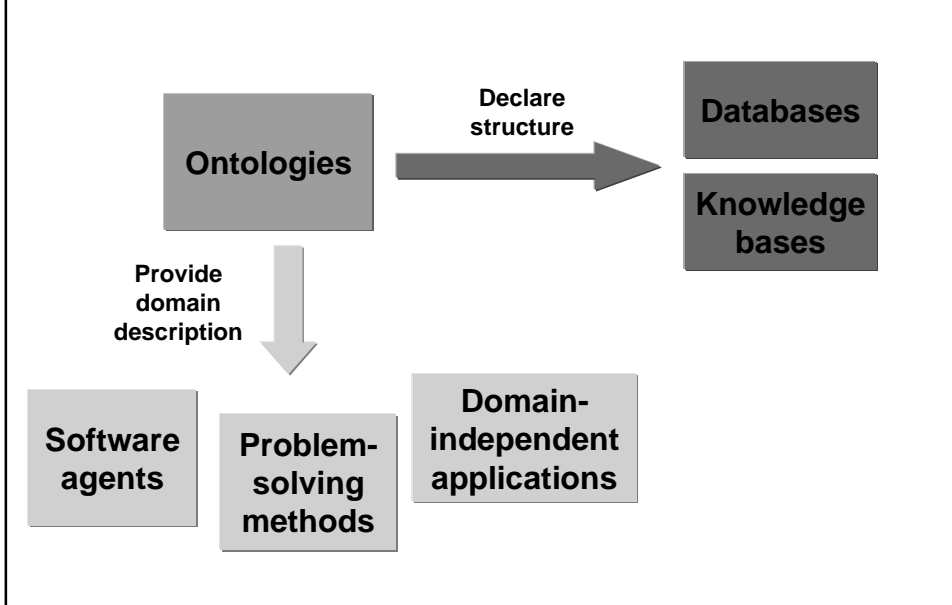 Ontologies
Declare
structure
Databases
Knowledge
bases
Provide
domain
description
Software
agents
Problem-
solving
methods
Domain-
independent
applications